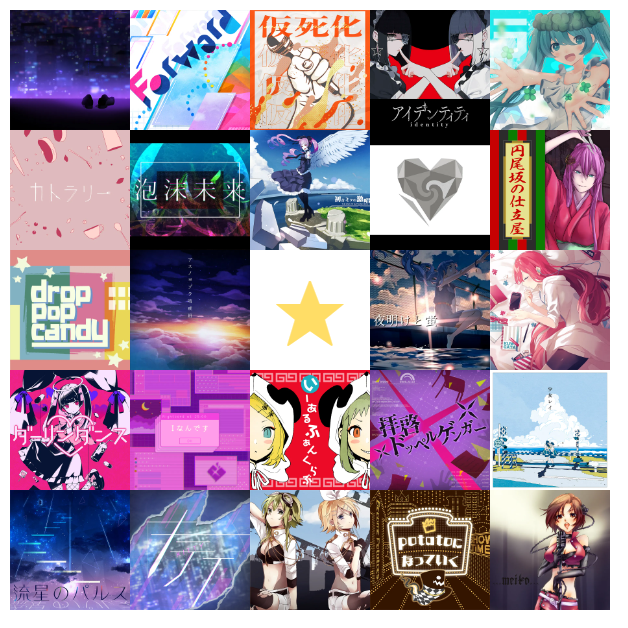 Forward
仮死化
アイデンティティ
identity
カトラリー
泡沫未来
円尾坂の仕立屋
drop
pop
candy
夜明けと蛍
ダーリンダンス
なんです
いーあるふぁんくらぶ
拝啓
ドッペルゲンガー
少女レイ
流星のパルス
potatoに
なっていく
meiko